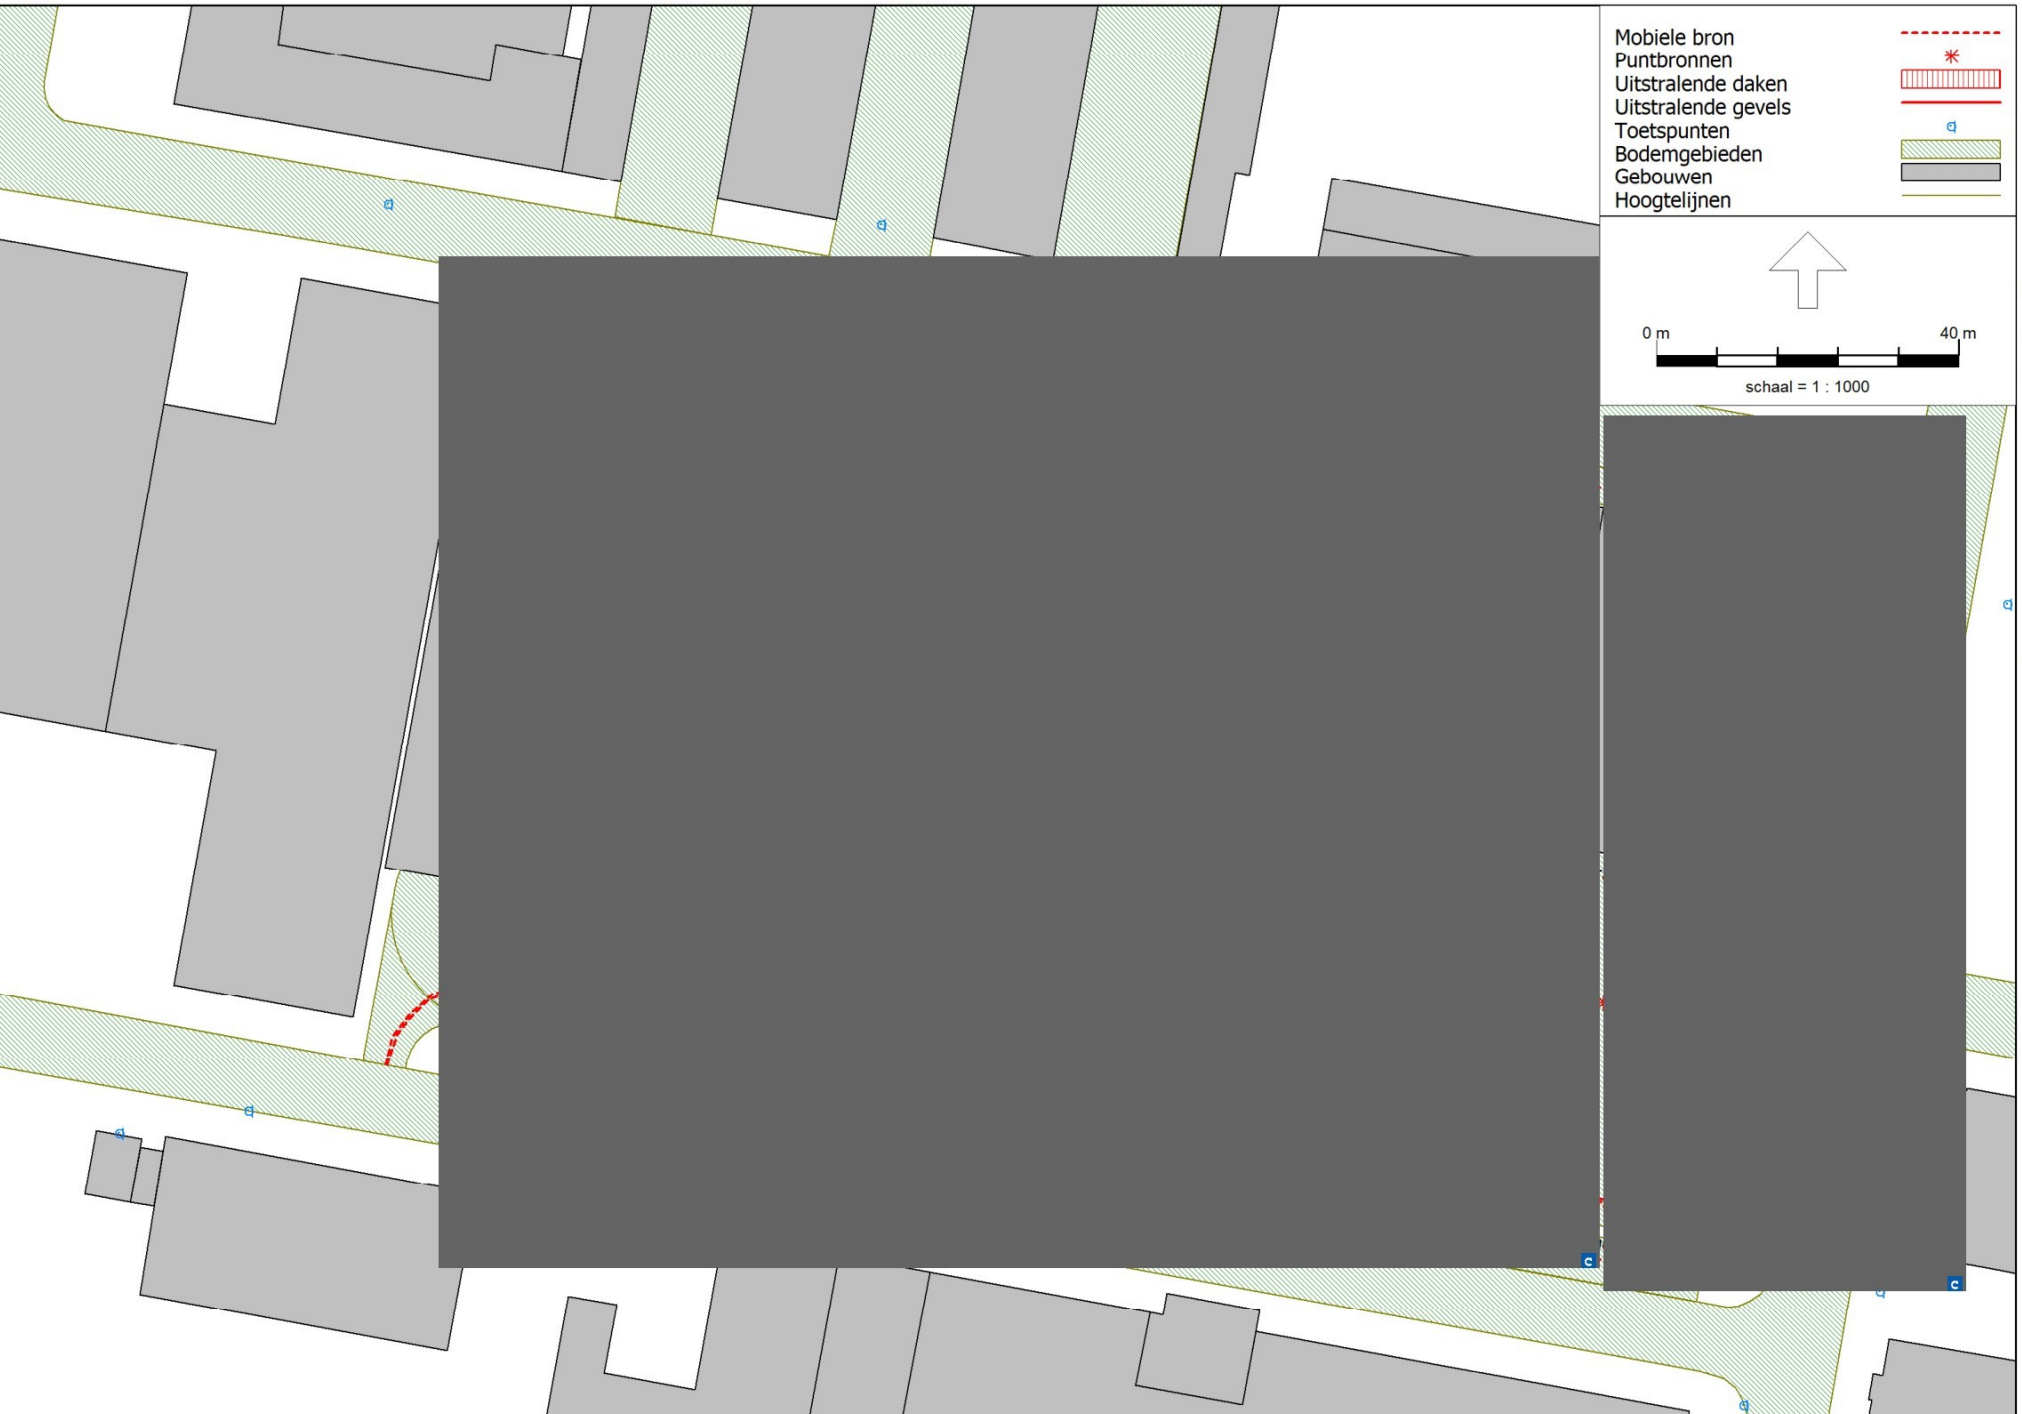 Mobiele bron
Puntbronnen
Uitstralende daken
Uitstralende gevels
Toetspunten
Bodemgebieden
Gebouwen
Hoogtelijnen
0 m 40 m
schaal = 1 : 1000
c
c